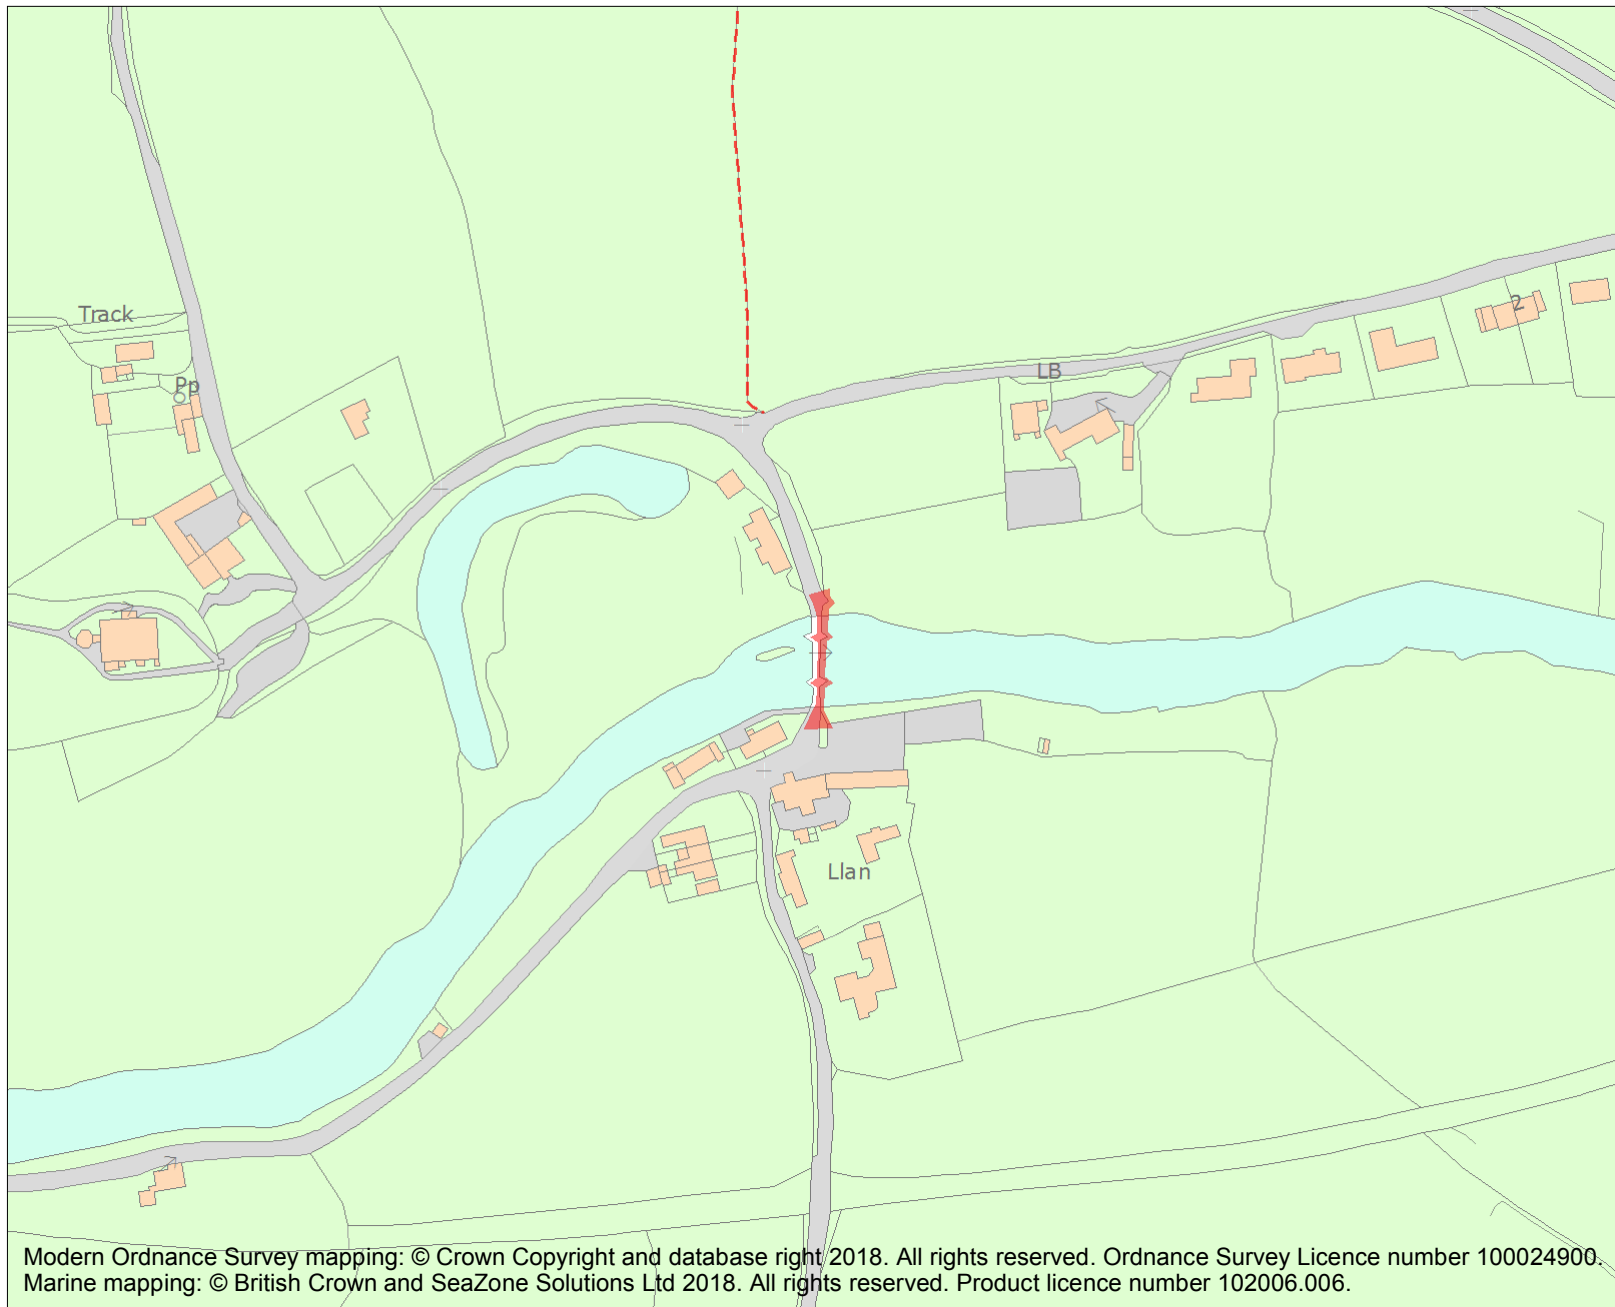 Track
Pp
2
LB
Llan
Modern Ordnance Survey mapping: © Crown Copyright and database right 2018. All rights reserved. Ordnance Survey Licence number 100024900.
Marine mapping: © British Crown and SeaZone Solutions Ltd 2018. All rights reserved. Product licence number 102006.006.